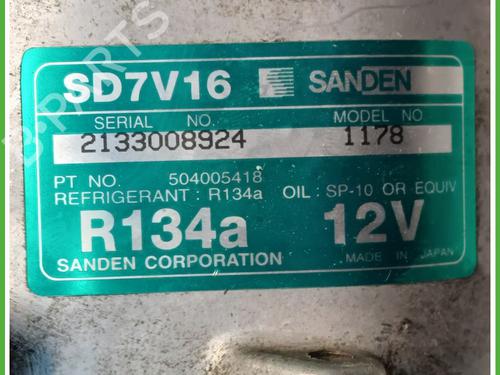 SD7V16 SANDEN
SERIAL NO. MODEL NO
2133008924 1178
PT NO. 504005418
REFRIGERANT : R134a OIL : SP-10 OR EQUIV
R134a 12V
SANDEN CORPORATION MADE IN JAPAN